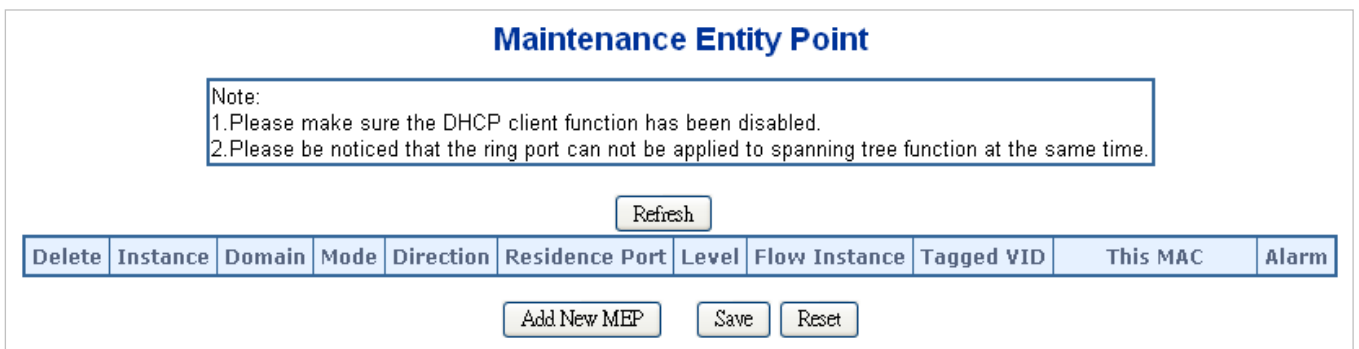 Maintenance Entity Point
Note:
1.Please make sure the DHCP client function has been disabled.
2.Please be noticed that the ring port can not be applied to spanning tree function at the same time.
Refresh
Delete Instance Domain Mode Direction Residence Port Level Flow Instance Tagged VID This MAC Alarm
Add New MEP Save Reset